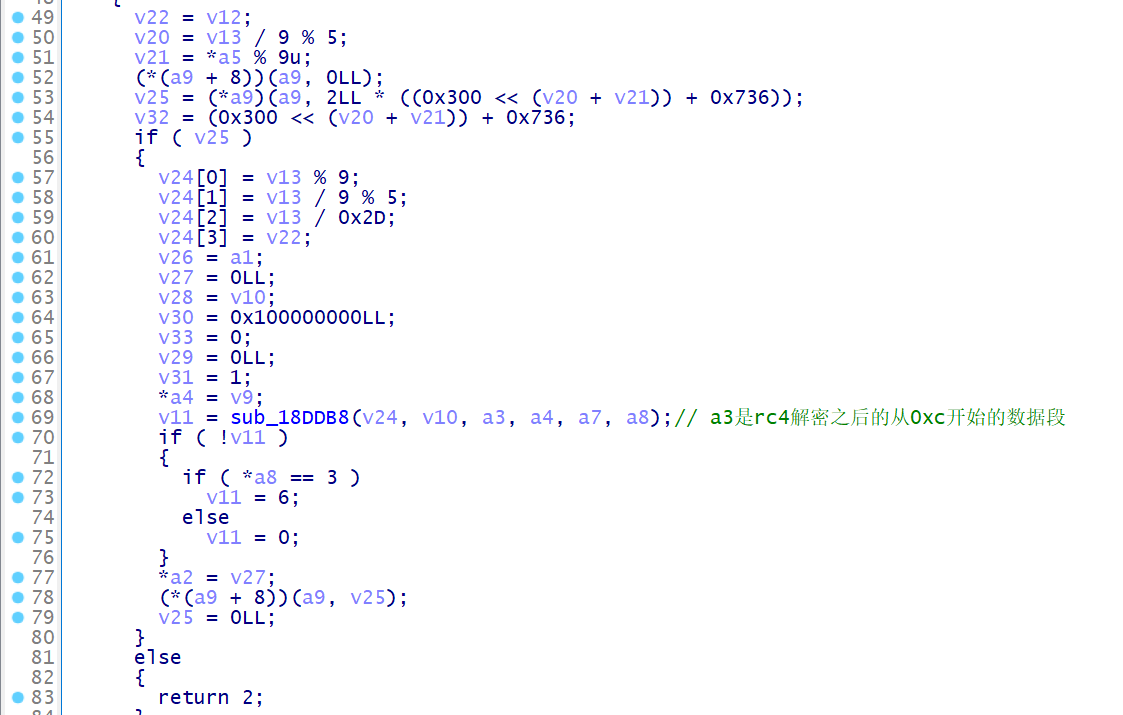 48 {
49 v22 = v12;
50 v20 = v13 / 9 % 5;
51 v21 = *a5 % 9u;
52 (*(a9 + 8))(a9, 0LL);
53 v25 = (*a9)(a9, 2LL * ((0x300 << (v20 + v21)) + 0x736));
54 v32 = (0x300 << (v20 + v21)) + 0x736;
55 if ( v25 )
56 {
57 v24[0] = v13 % 9;
58 v24[1] = v13 / 9 % 5;
59 v24[2] = v13 / 0x2D;
60 v24[3] = v22;
61 v26 = a1;
62 v27 = 0LL;
63 v28 = v10;
64 v30 = 0x100000000LL;
65 v33 = 0;
66 v29 = 0LL;
67 v31 = 1;
68 *a4 = v9;
69 v11 = sub_18DDB8(v24, v10, a3, a4, a7, a8);// a3是rc4解密之后的从0xc开始的数据段
70 if ( !v11 )
71 {
72 if ( *a8 == 3 )
73 v11 = 6;
74 else
75 v11 = 0;
76 }
77 *a2 = v27;
78 (*(a9 + 8))(a9, v25);
79 v25 = 0LL;
80 }
81 else
82 {
83 return 2;
84 }